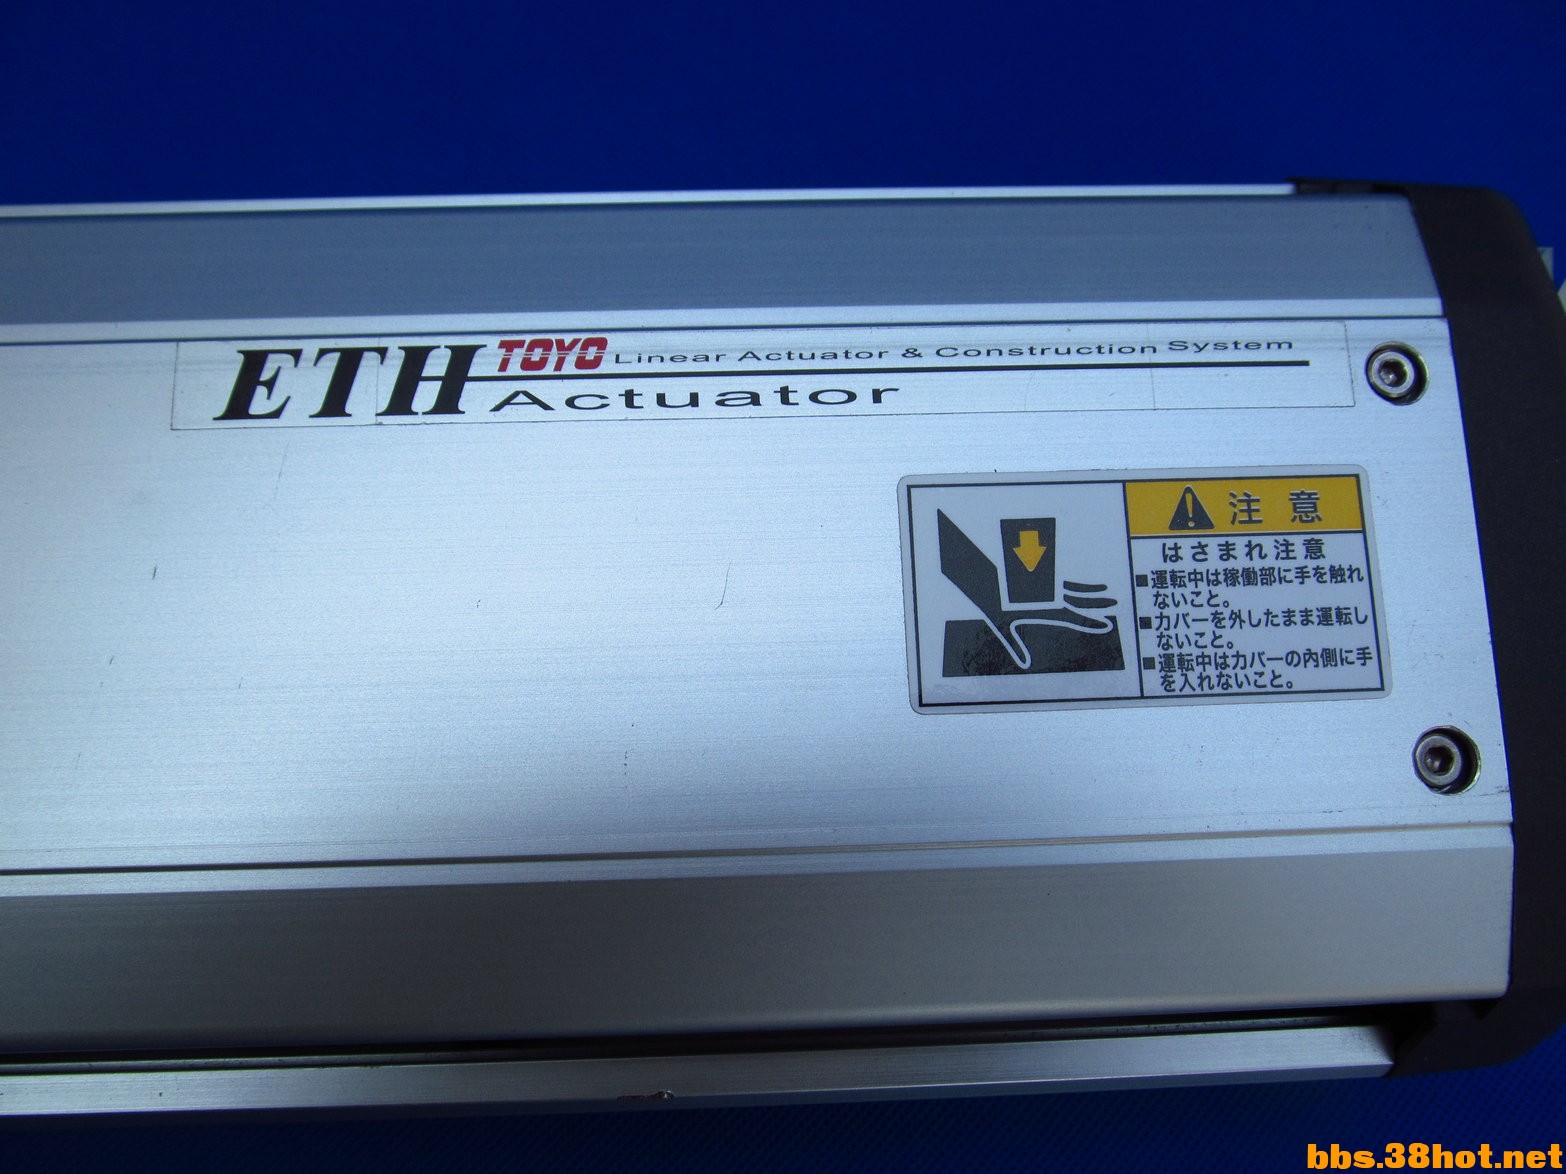 ETH TOYO Linear Actuator & Construction System
Actuator
注意
はさまれ注意
■運転中は稼働部に手を触れ
ないこと。
■カバーを外したまま運転し
ないこと。
■運転中はカバーの内側に手
を入れないこと。
bbs.38hot.net